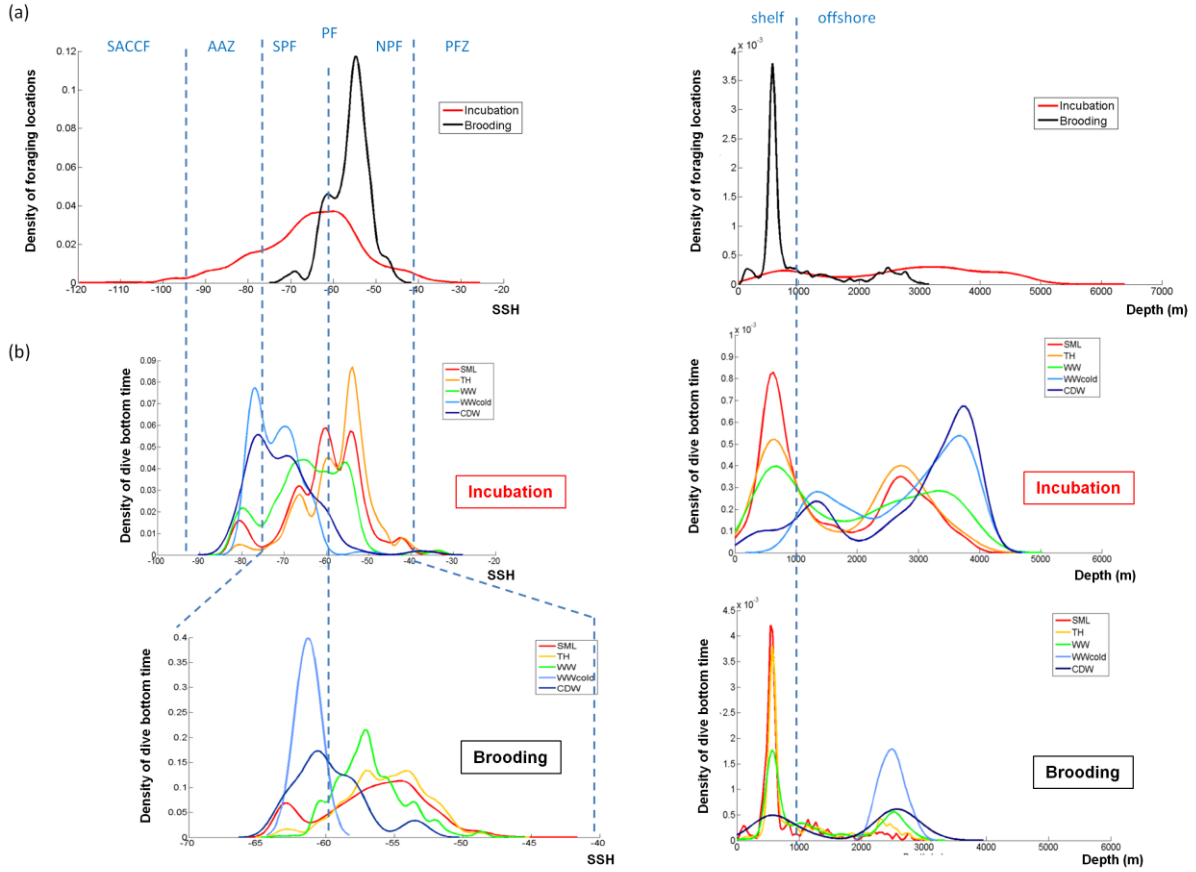 (a)
SACCF AAZ SPF PF NPF PFZ
Density of foraging locations
0.12
0.1
0.08
0.06
0.04
0.02
0
-120 -110 -100 -90 -80 -70 -60 -50 -40 -30 -20
SSH
Incubation
Brooding
shelf offshore
x 10⁻³
Density of foraging locations
4
3.5
3
2.5
2
1.5
1
0.5
0
0 1000 2000 3000 4000 5000 6000 7000
Depth (m)
Incubation
Brooding
(b)
Density of dive bottom time
0.09
0.08
0.07
0.06
0.05
0.04
0.03
0.02
0.01
0
-100 -90 -80 -70 -60 -50 -40 -30 -20
SSH
SML
TH
WW
WWcold
CDW
Incubation
x 10⁻³
Density of dive bottom time
1
0.9
0.8
0.7
0.6
0.5
0.4
0.3
0.2
0.1
0
0 1000 2000 3000 4000 5000 6000
Depth (m)
SML
TH
WW
WWcold
CDW
Incubation
Density of dive bottom time
0.4
0.35
0.3
0.25
0.2
0.15
0.1
0.05
0
-70 -65 -60 -55 -50 -45 -40
SSH
SML
TH
WW
WWcold
CDW
Brooding
x 10⁻³
Density of dive bottom time
4.5
4
3.5
3
2.5
2
1.5
1
0.5
0
0 1000 2000 3000 4000 5000 6000
Depth (m)
SML
TH
WW
WWcold
CDW
Brooding